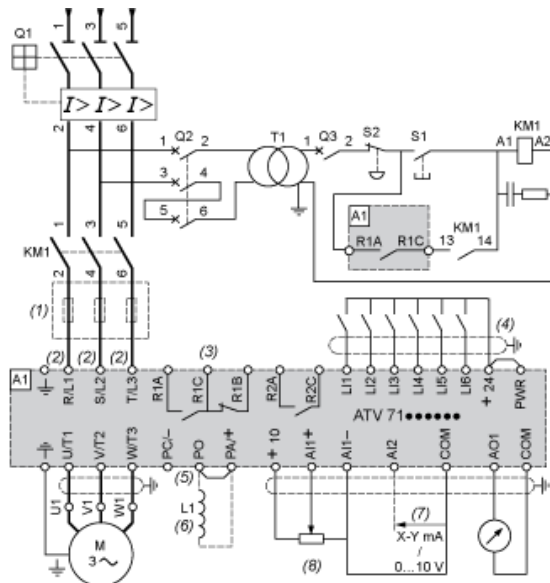 1 3 5
Q1
I> I> I>
2 4 6
1 Q2 2
3 4
5 6
T1
1 Q3 2
S2
S1
A1 KM1 A2
A1
R1A R1C
13 KM1 14
1 3 5
KM1
2 4 6
(1)
(2) (2) (2)
(3)
(4)
A1
R/L1
S/L2
T/L3
R1A
R1C
R1B
R2A
R2C
LI1
LI2
LI3
LI4
LI5
LI6
+ 24
PWR
ATV 71••••••
U/T1
V/T2
W/T3
PC/−
PO
PA/+
+ 10
AI1+
AI1−
AI2
COM
AO1
COM
(5)
U1
V1
W1
L1
(6)
(7)
X-Y mA
/
0...10 V
(8)
M
3 ~